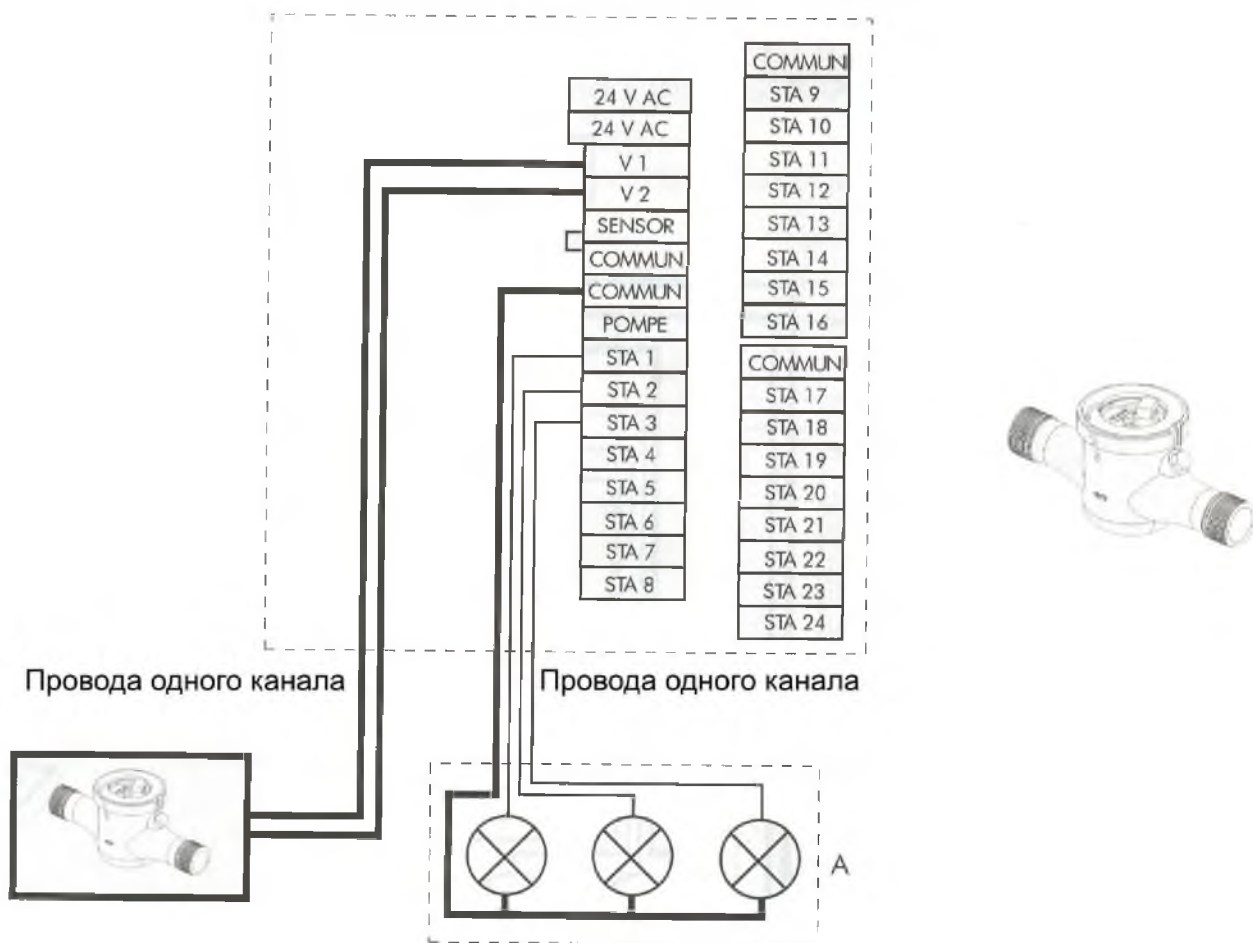 24 V AC
24 V AC
V 1
V 2
SENSOR
COMMUN
COMMUN
POMPE
STA 1
STA 2
STA 3
STA 4
STA 5
STA 6
STA 7
STA 8
COMMUN
STA 9
STA 10
STA 11
STA 12
STA 13
STA 14
STA 15
STA 16
COMMUN
STA 17
STA 18
STA 19
STA 20
STA 21
STA 22
STA 23
STA 24
Провода одного канала
Провода одного канала
A